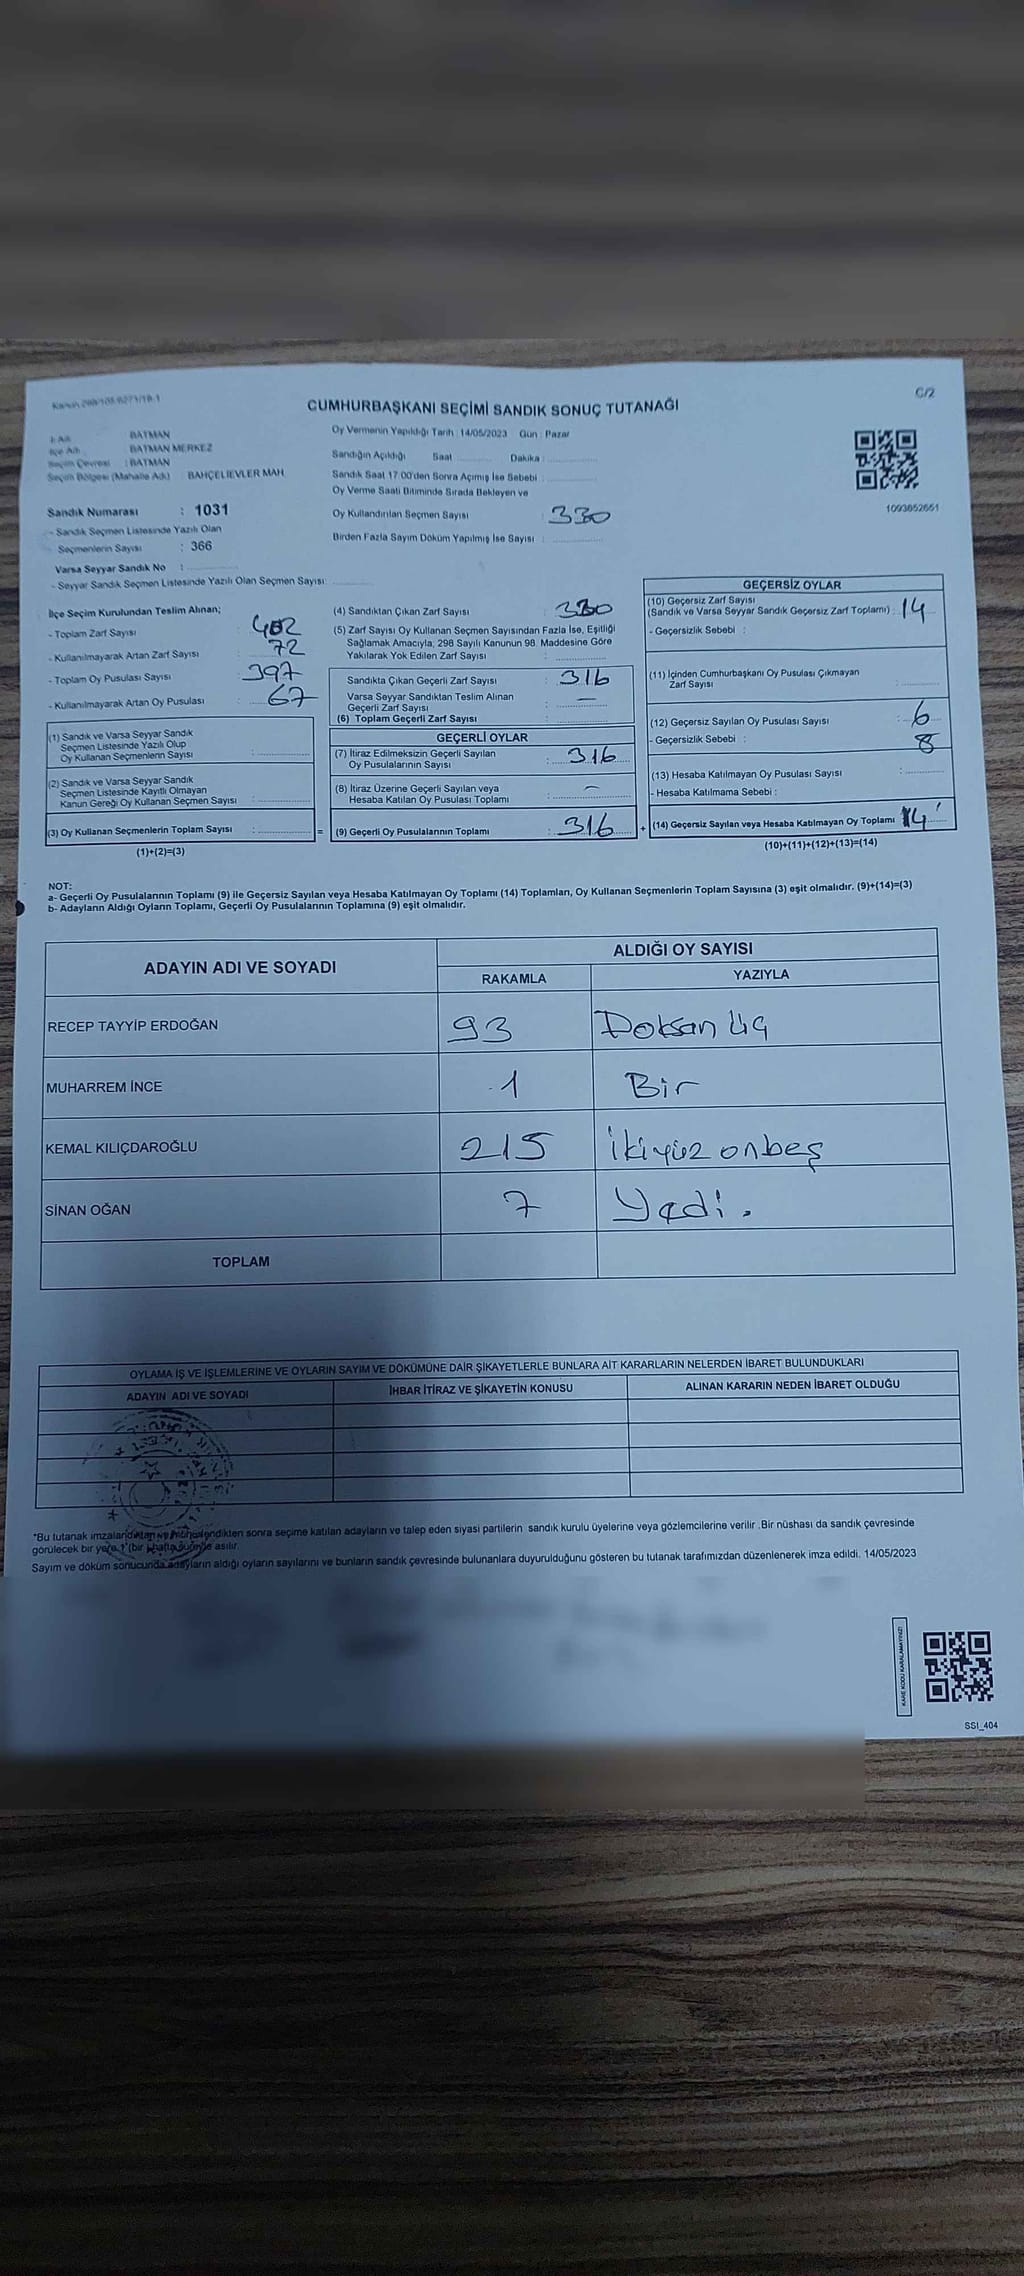 CUMHURBAŞKANI SEÇİMİ SANDIK SONUÇ TUTANAĞI
C/2
BATMAN
BATMAN MERKEZ
Seçim Çevresi : BATMAN
Seçim Bölgesi (Mahalle Adı) BAHÇELİEVLER MAH
Sandık Numarası : 1031
- Sandık Seçmen Listesinde Yazılı Olan
Seçmenlerin Sayısı : 366
Varsa Seyyar Sandık No :
- Seyyar Sandık Seçmen Listesinde Yazılı Olan Seçmen Sayısı:
Oy Vermenin Yapıldığı Tarih : 14/05/2023 Gün : Pazar
Sandığın Açıldığı Saat Dakika :
Sandık Saat 17:00'den Sonra Açımış İse Sebebi :
Oy Verme Saati Bitiminde Sırada Bekleyen ve
Oy Kullandırılan Seçmen Sayısı : 330
Birden Fazla Sayım Döküm Yapılmış İse Sayısı :
1093652651
İlçe Seçim Kurulundan Teslim Alınan;
- Toplam Zarf Sayısı : 402
- Kullanılmayarak Artan Zarf Sayısı : 72
- Toplam Oy Pusulası Sayısı : 397
- Kullanılmayarak Artan Oy Pusulası : 67
(1) Sandık ve Varsa Seyyar Sandık
Seçmen Listesinde Yazılı Olup
Oy Kullanan Seçmenlerin Sayısı :
(2) Sandık ve Varsa Seyyar Sandık
Seçmen Listesinde Kayıtlı Olmayan
Kanun Gereği Oy Kullanan Seçmen Sayısı :
(3) Oy Kullanan Seçmenlerin Toplam Sayısı : =
(1)+(2)=(3)
(4) Sandıktan Çıkan Zarf Sayısı : 330
(5) Zarf Sayısı Oy Kullanan Seçmen Sayısından Fazla İse, Eşitliği
Sağlamak Amacıyla, 298 Sayılı Kanunun 98. Maddesine Göre
Yakılarak Yok Edilen Zarf Sayısı :
Sandıkta Çıkan Geçerli Zarf Sayısı : 316
Varsa Seyyar Sandıktan Teslim Alınan
Geçerli Zarf Sayısı : —
(6) Toplam Geçerli Zarf Sayısı :
GEÇERLİ OYLAR
(7) İtiraz Edilmeksizin Geçerli Sayılan
Oy Pusulalarının Sayısı : 316
(8) İtiraz Üzerine Geçerli Sayılan veya
Hesaba Katılan Oy Pusulası Toplamı : –
(9) Geçerli Oy Pusulalarının Toplamı : 316 +
GEÇERSİZ OYLAR
(10) Geçersiz Zarf Sayısı
(Sandık ve Varsa Seyyar Sandık Geçersiz Zarf Toplamı) : 14
- Geçersizlik Sebebi :
(11) İçinden Cumhurbaşkanı Oy Pusulası Çıkmayan
Zarf Sayısı :
(12) Geçersiz Sayılan Oy Pusulası Sayısı : 6
- Geçersizlik Sebebi : 8
(13) Hesaba Katılmayan Oy Pusulası Sayısı :
- Hesaba Katılmama Sebebi :
(14) Geçersiz Sayılan veya Hesaba Katılmayan Oy Toplamı : 14
(10)+(11)+(12)+(13)=(14)
NOT:
a- Geçerli Oy Pusulalarının Toplamı (9) ile Geçersiz Sayılan veya Hesaba Katılmayan Oy Toplamı (14) Toplamları, Oy Kullanan Seçmenlerin Toplam Sayısına (3) eşit olmalıdır. (9)+(14)=(3)
b- Adayların Aldığı Oyların Toplamı, Geçerli Oy Pusulalarının Toplamına (9) eşit olmalıdır.
ADAYIN ADI VE SOYADI
ALDIĞI OY SAYISI
RAKAMLA YAZIYLA
RECEP TAYYİP ERDOĞAN 93 Doksan üç
MUHARREM İNCE 1 Bir
KEMAL KILIÇDAROĞLU 215 ikiyüz onbeş
SİNAN OĞAN 7 Yedi.
TOPLAM
OYLAMA İŞ VE İŞLEMLERİNE VE OYLARIN SAYIM VE DÖKÜMÜNE DAİR ŞİKAYETLERLE BUNLARA AİT KARARLARIN NELERDEN İBARET BULUNDUKLARI
ADAYIN ADI VE SOYADI İHBAR İTİRAZ VE ŞİKAYETİN KONUSU ALINAN KARARIN NEDEN İBARET OLDUĞU
*Bu tutanak imzalandıktan ve mühürlendikten sonra seçime katılan adayların ve talep eden siyasi partilerin sandık kurulu üyelerine veya gözlemcilerine verilir. Bir nüshası da sandık çevresinde
görülecek bir yere 1 (bir) hafta süreyle asılır.
Sayım ve döküm sonucunda adayların aldığı oyların sayılarını ve bunların sandık çevresinde bulunanlara duyurulduğunu gösteren bu tutanak tarafımızdan düzenlenerek imza edildi. 14/05/2023
KARE KODU KARALAMAYINIZ!
SSI_404